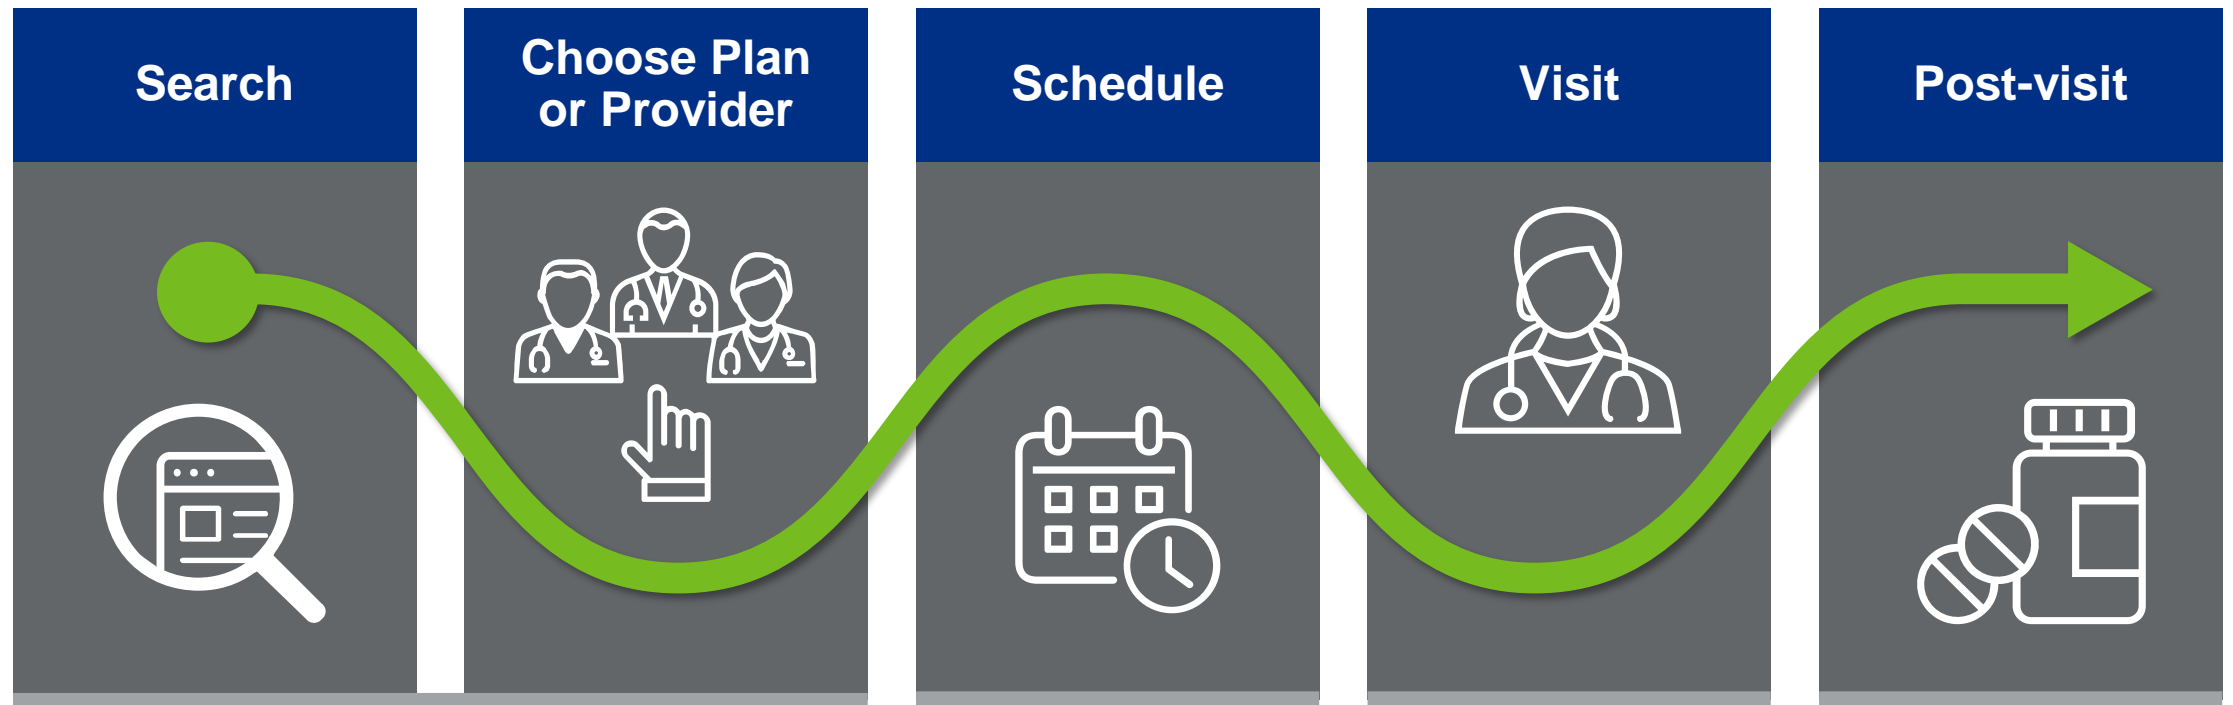 Search
Choose Plan
or Provider
Schedule
Visit
Post-visit